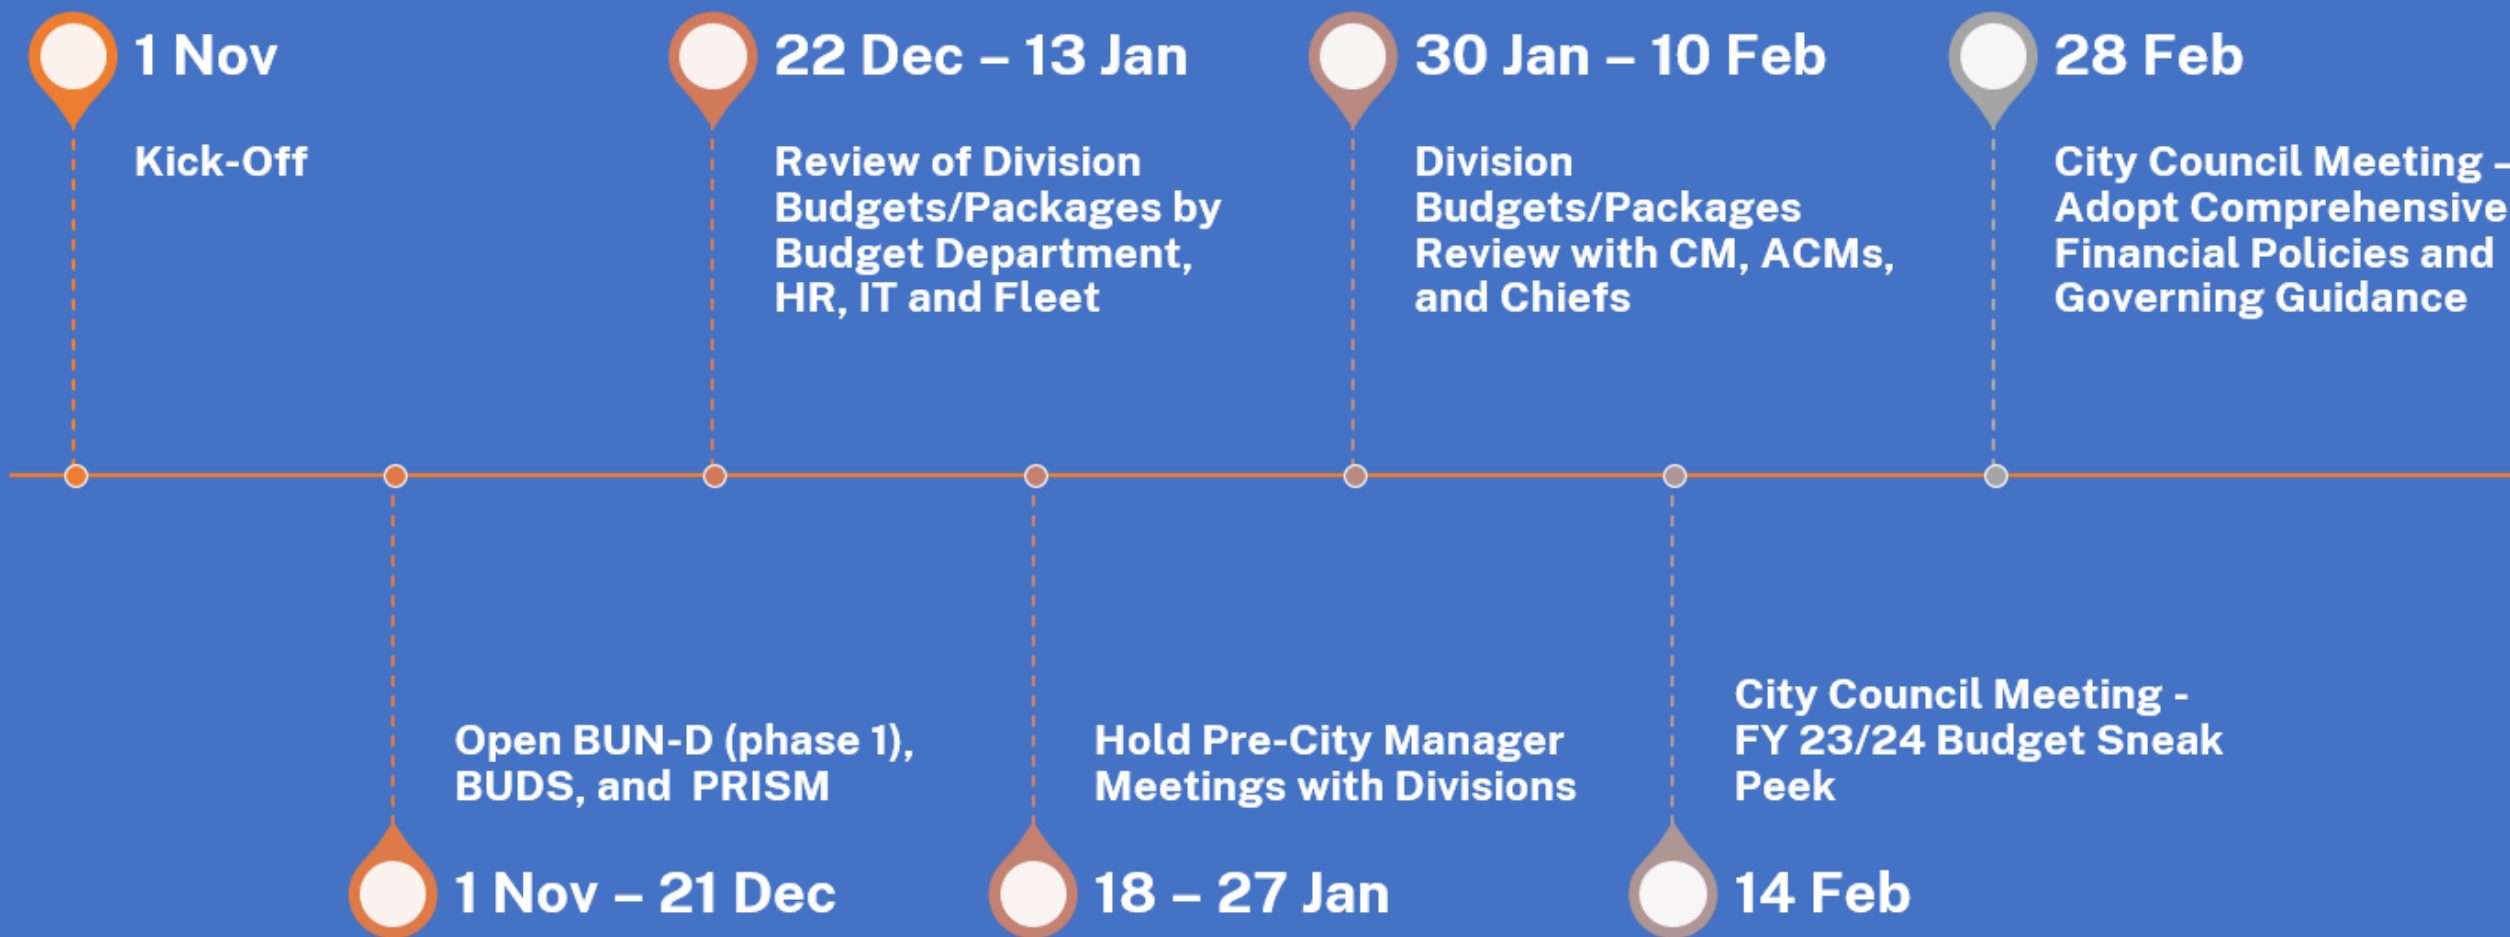 1 Nov
Kick-Off
22 Dec – 13 Jan
Review of Division
Budgets/Packages by
Budget Department,
HR, IT and Fleet
30 Jan – 10 Feb
Division
Budgets/Packages
Review with CM, ACMs,
and Chiefs
28 Feb
City Council Meeting –
Adopt Comprehensive
Financial Policies and
Governing Guidance
Open BUN-D (phase 1),
BUDS, and  PRISM
1 Nov – 21 Dec
Hold Pre-City Manager
Meetings with Divisions
18 – 27 Jan
City Council Meeting -
FY 23/24 Budget Sneak
Peek
14 Feb